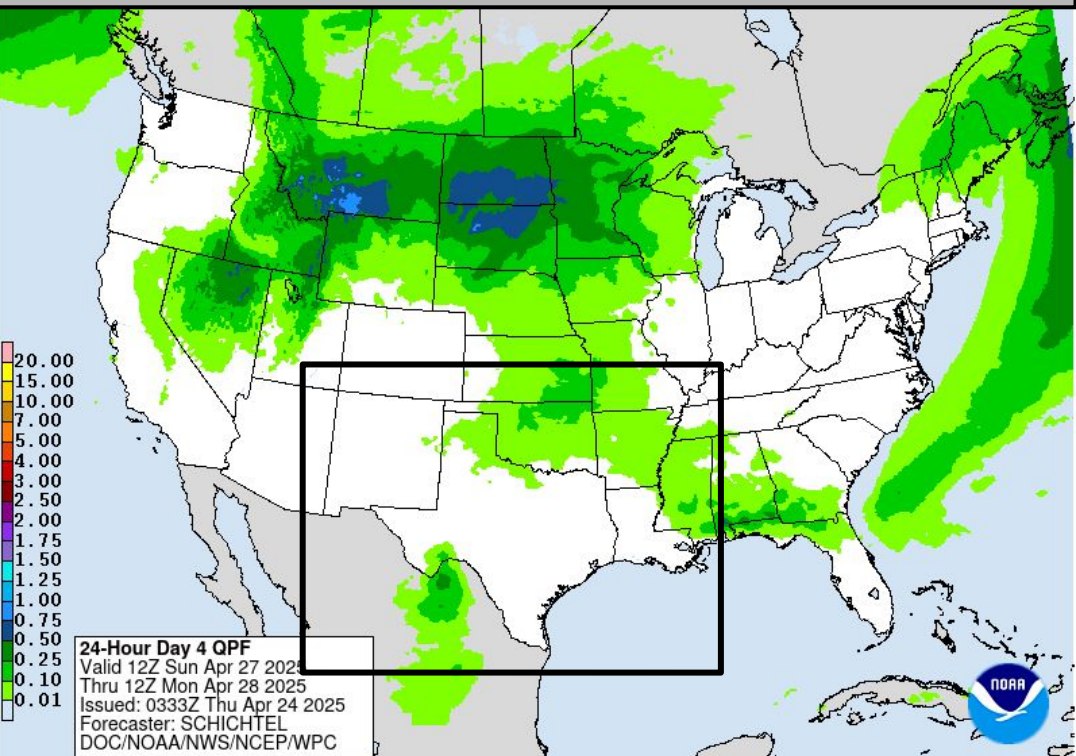 20.00
15.00
10.00
7.00
5.00
4.00
3.00
2.50
2.00
1.75
1.50
1.25
1.00
0.75
0.50
0.25
0.10
0.01
24-Hour Day 4 QPF
Valid 12Z Sun Apr 27 2025
Thru 12Z Mon Apr 28 2025
Issued: 0333Z Thu Apr 24 2025
Forecaster: SCHICHTEL
DOC/NOAA/NWS/NCEP/WPC
NOAA